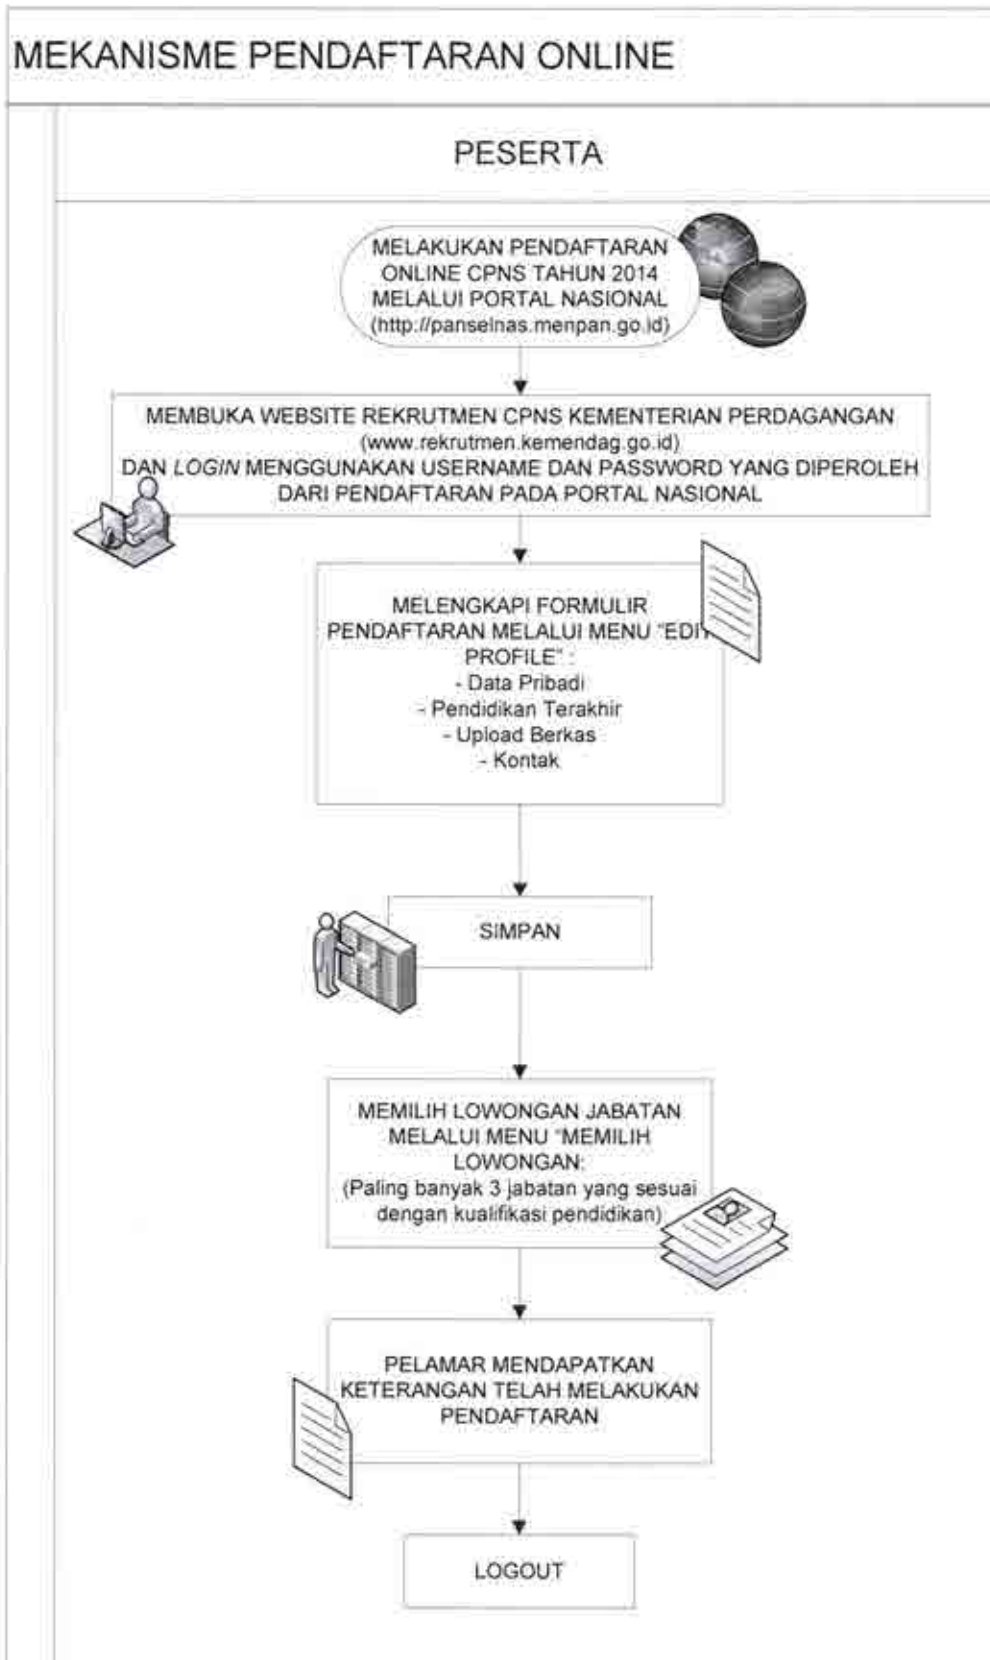 MEKANISME PENDAFTARAN ONLINE
PESERTA
MELAKUKAN PENDAFTARAN
ONLINE CPNS TAHUN 2014
MELALUI PORTAL NASIONAL
(http://panselnas.menpan.go.id)
MEMBUKA WEBSITE REKRUTMEN CPNS KEMENTERIAN PERDAGANGAN
(www.rekrutmen.kemendag.go.id)
DAN LOGIN MENGGUNAKAN USERNAME DAN PASSWORD YANG DIPEROLEH
DARI PENDAFTARAN PADA PORTAL NASIONAL
MELENGKAPI FORMULIR
PENDAFTARAN MELALUI MENU "EDIT
PROFILE" :
- Data Pribadi
- Pendidikan Terakhir
- Upload Berkas
- Kontak
SIMPAN
MEMILIH LOWONGAN JABATAN
MELALUI MENU "MEMILIH
LOWONGAN:
(Paling banyak 3 jabatan yang sesuai
dengan kualifikasi pendidikan)
PELAMAR MENDAPATKAN
KETERANGAN TELAH MELAKUKAN
PENDAFTARAN
LOGOUT